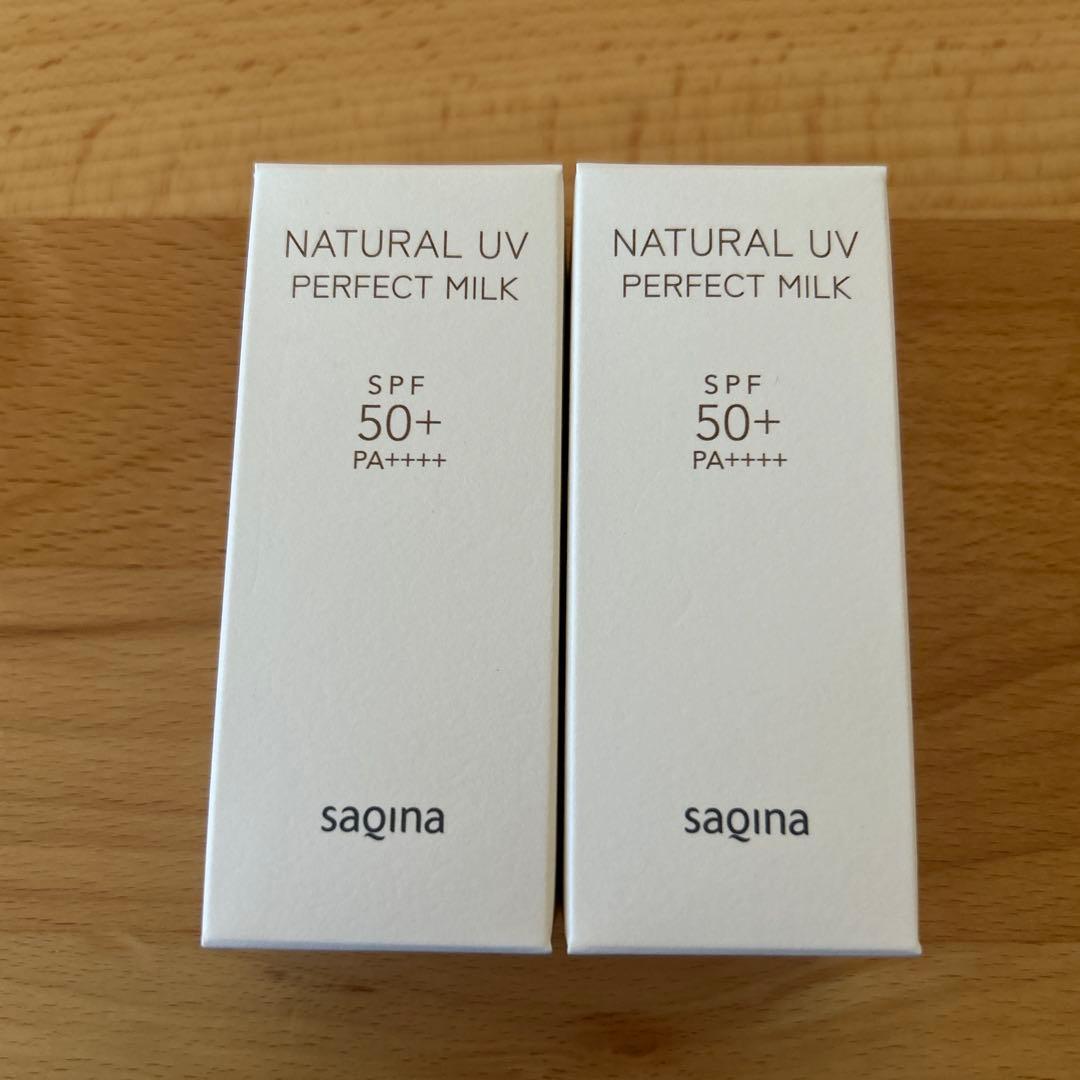 NATURAL UV
PERFECT MILK
SPF
50+
PA++++
saqina
NATURAL UV
PERFECT MILK
SPF
50+
PA++++
saqina